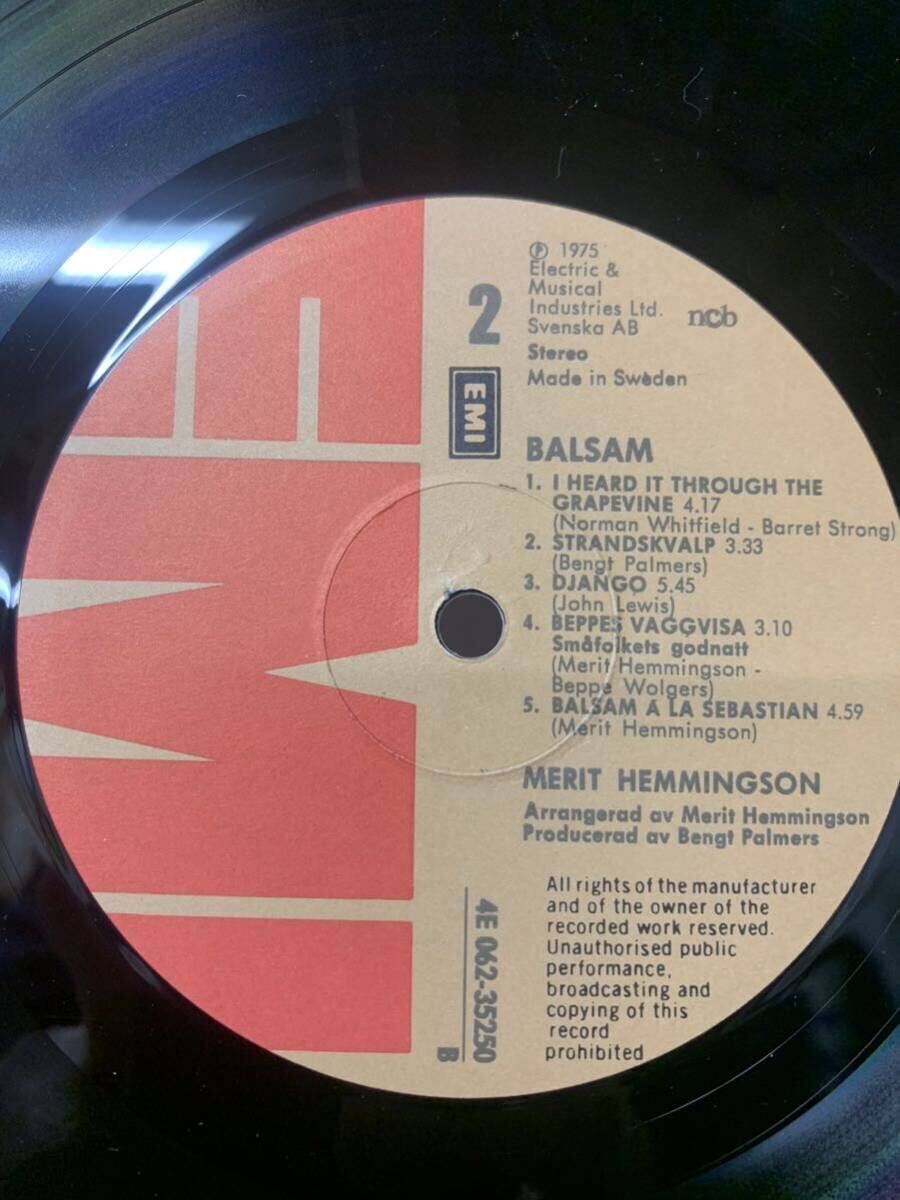 ℗ 1975
Electric &
Musical
Industries Ltd.
Svenska AB
ncb
2
Stereo
Made in Sweden
EMI
BALSAM
1. I HEARD IT THROUGH THE
GRAPEVINE 4.17
(Norman Whitfield - Barret Strong)
2. STRANDSKVALP 3.33
(Bengt Palmers)
3. DJANGO 5.45
(John Lewis)
4. BEPPES VAGGVISA 3.10
Småfolkets godnatt
(Merit Hemmingson -
Beppe Wolgers)
5. BALSAM A LA SEBASTIAN 4.59
(Merit Hemmingson)
MERIT HEMMINGSON
Arrangerad av Merit Hemmingson
Producerad av Bengt Palmers
All rights of the manufacturer
and of the owner of the
recorded work reserved.
Unauthorised public
performance,
broadcasting and
copying of this
record
prohibited
4E 062-35250
B
EMI